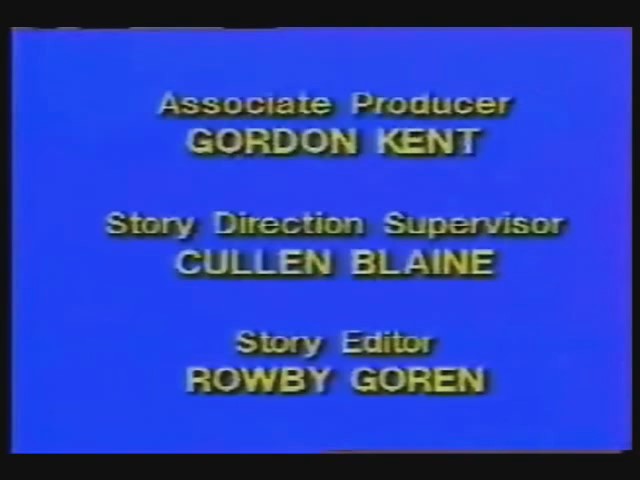 Associate Producer
GORDON KENT
Story Direction Supervisor
CULLEN BLAINE
Story Editor
ROWBY GOREN